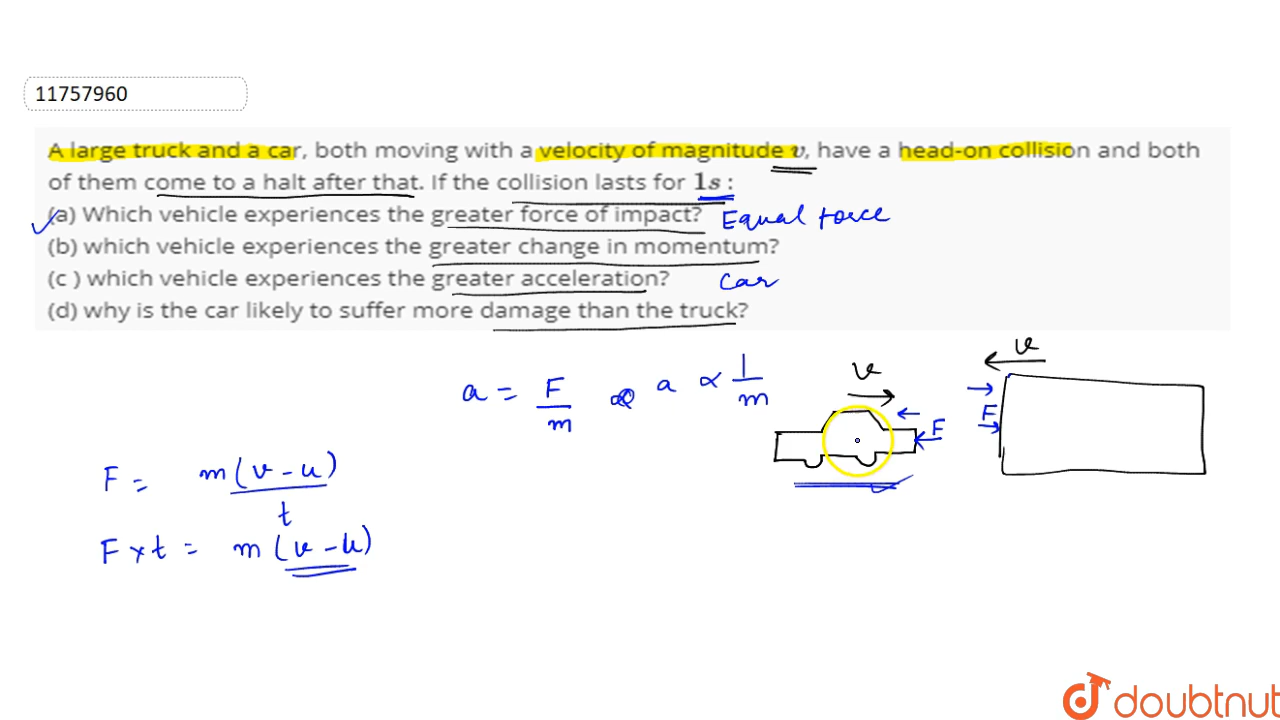 11757960
A large truck and a car, both moving with a velocity of magnitude v, have a head-on collision and both
of them come to a halt after that. If the collision lasts for 1s :
(a) Which vehicle experiences the greater force of impact? Equal force
(b) which vehicle experiences the greater change in momentum?
(c ) which vehicle experiences the greater acceleration? Car
(d) why is the car likely to suffer more damage than the truck?
v
v
a = F/m
a ∝ 1/m
F
F
F = m(v-u)/t
F × t = m(v-u)
doubtnut